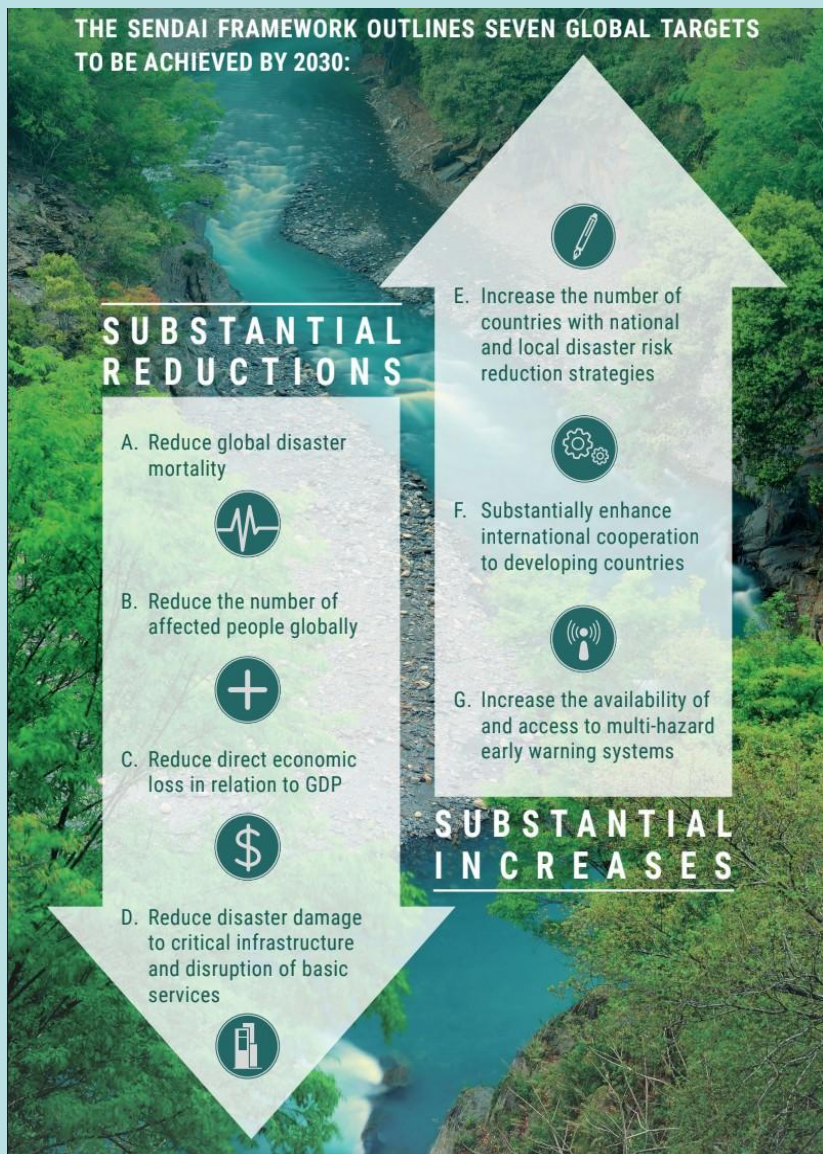 THE SENDAI FRAMEWORK OUTLINES SEVEN GLOBAL TARGETS
TO BE ACHIEVED BY 2030:
SUBSTANTIAL
REDUCTIONS
A. Reduce global disaster
mortality
B. Reduce the number of
affected people globally
C. Reduce direct economic
loss in relation to GDP
D. Reduce disaster damage
to critical infrastructure
and disruption of basic
services
E. Increase the number of
countries with national
and local disaster risk
reduction strategies
F. Substantially enhance
international cooperation
to developing countries
G. Increase the availability of
and access to multi-hazard
early warning systems
SUBSTANTIAL
INCREASES